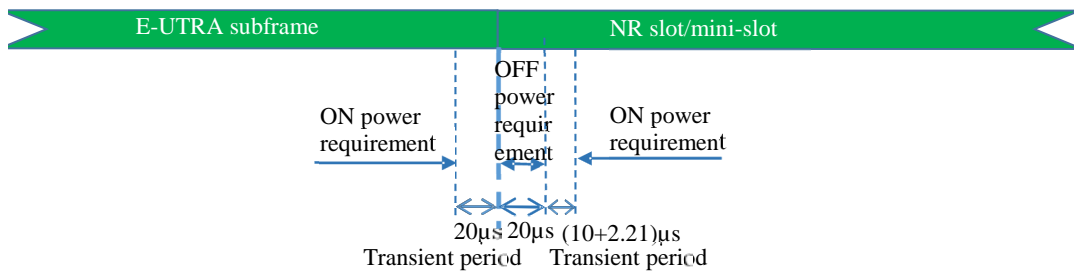 E-UTRA subframe NR slot/mini-slot
OFF
power
requir
ement
ON power
requirement
ON power
requirement
20µs 20µs (10+2.21)µs
Transient period Transient period